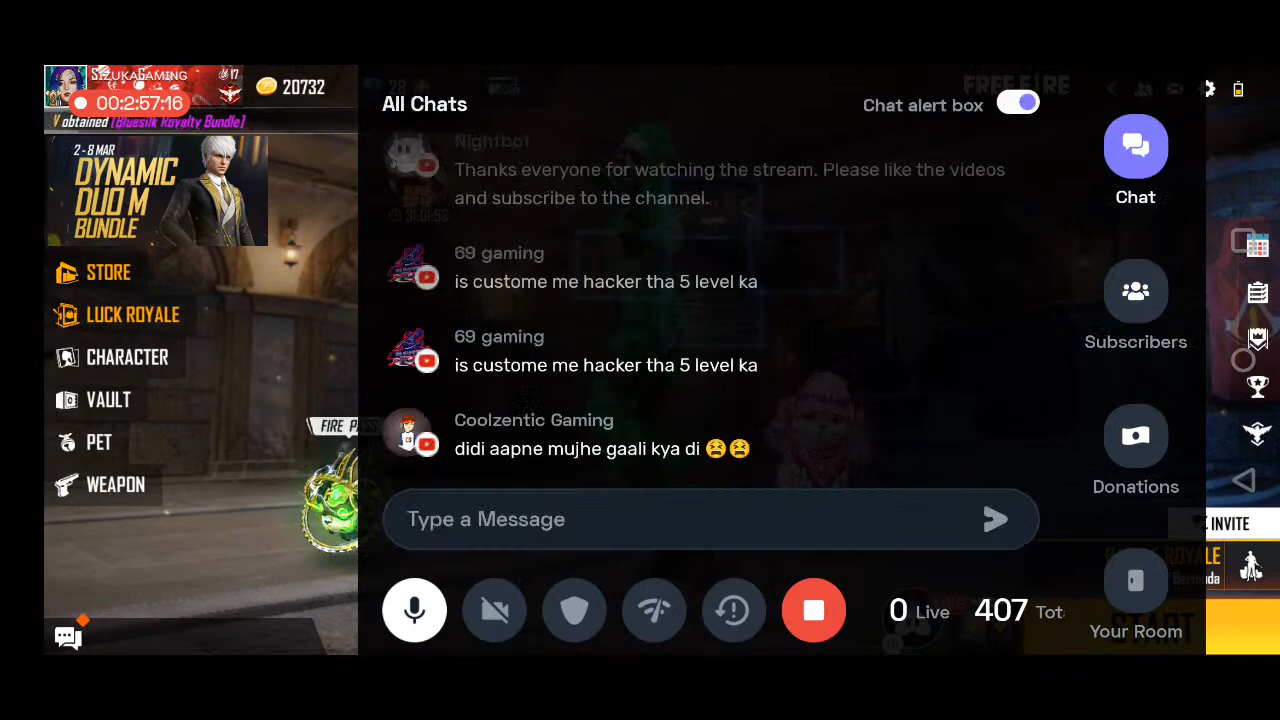 SIZUKAGAMING
17
20732
00:2:57:16
V obtained [Bluesilk Royalty Bundle]
2 - 8 MAR
DYNAMIC
DUO M
BUNDLE
STORE
LUCK ROYALE
CHARACTER
VAULT
PET
WEAPON
FIRE PA
All Chats
FREE FIRE
Chat alert box
Nightbot
Thanks everyone for watching the stream. Please like the videos
and subscribe to the channel.
69 gaming
is custome me hacker tha 5 level ka
69 gaming
is custome me hacker tha 5 level ka
Coolzentic Gaming
didi aapne mujhe gaali kya di 😫😫
Type a Message
0 Live
407 Tot
Chat
Subscribers
Donations
Your Room
INVITE
START